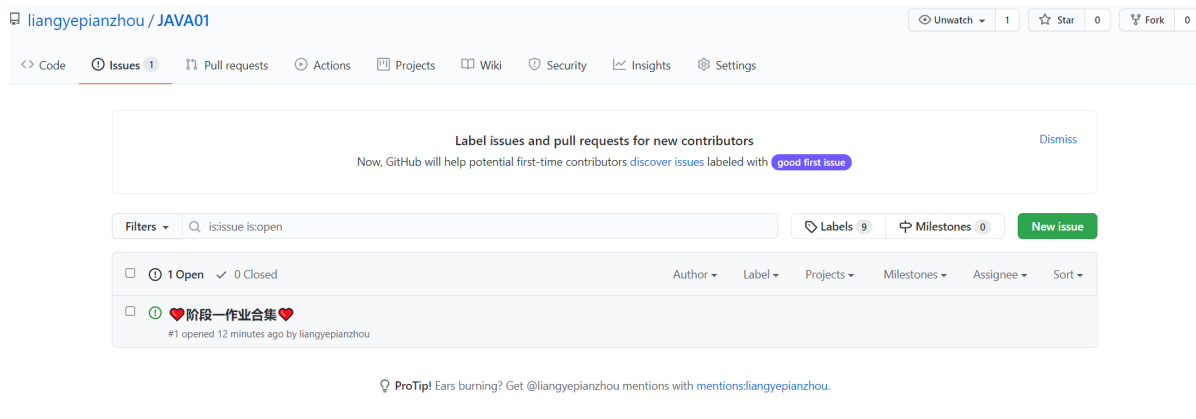 liangyepianzhou / JAVA01
Unwatch 1 Star 0 Fork 0
Code Issues 1 Pull requests Actions Projects Wiki Security Insights Settings
Label issues and pull requests for new contributors
Dismiss
Now, GitHub will help potential first-time contributors discover issues labeled with good first issue
Filters is:issue is:open Labels 9 Milestones 0 New issue
1 Open 0 Closed Author Label Projects Milestones Assignee Sort
❤阶段一作业合集❤
#1 opened 12 minutes ago by liangyepianzhou
ProTip! Ears burning? Get @liangyepianzhou mentions with mentions:liangyepianzhou.